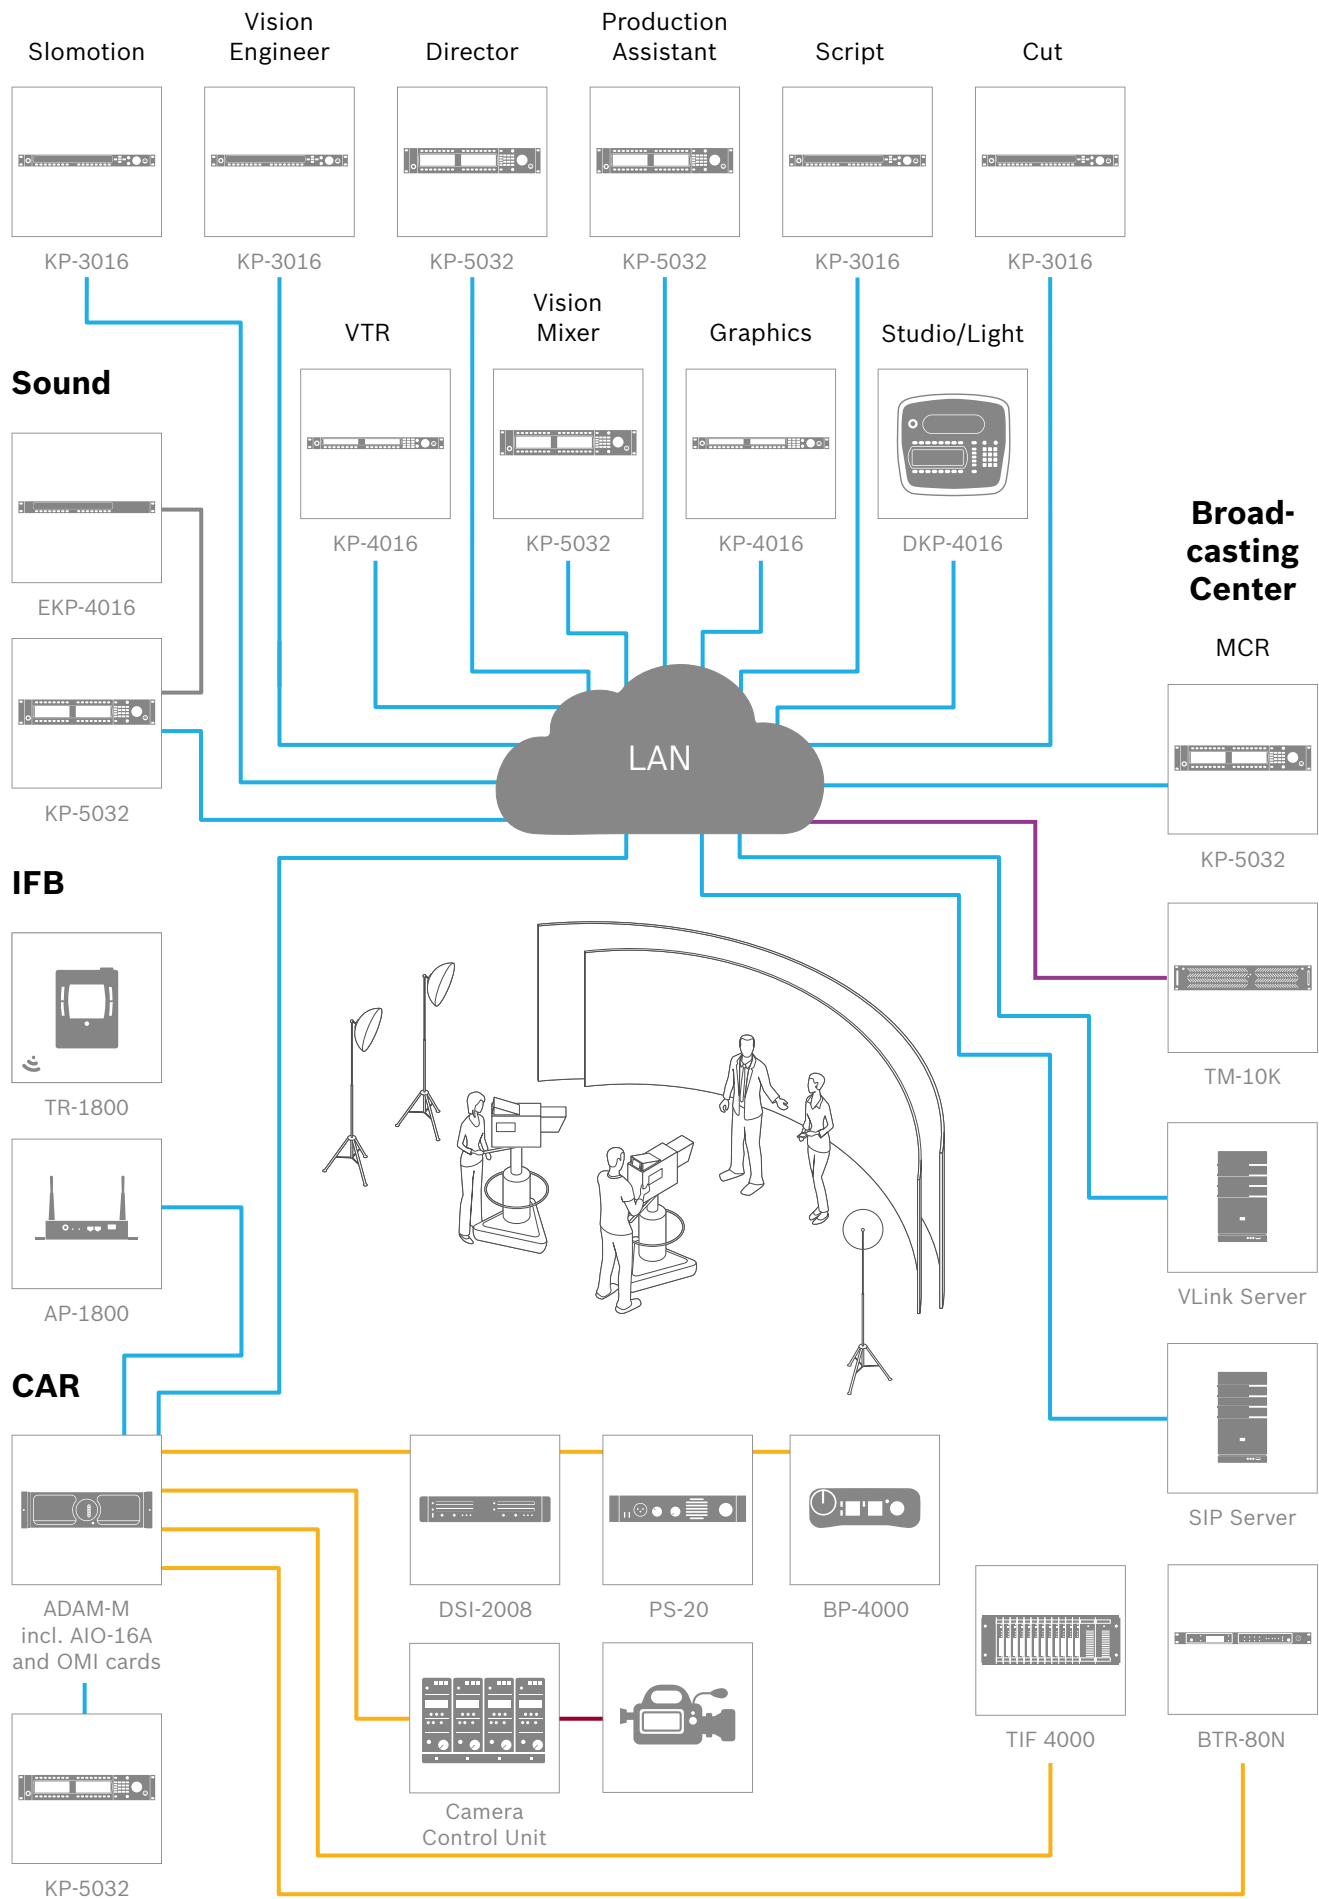 Slomotion
Vision
Engineer
Director
Production
Assistant
Script
Cut
KP-3016
KP-3016
KP-5032
KP-5032
KP-3016
KP-3016
VTR
Vision
Mixer
Graphics
Studio/Light
KP-4016
KP-5032
KP-4016
DKP-4016
Sound
EKP-4016
KP-5032
LAN
Broad-
casting
Center
MCR
KP-5032
TM-10K
VLink Server
SIP Server
IFB
TR-1800
AP-1800
CAR
ADAM-M
incl. AIO-16A
and OMI cards
KP-5032
DSI-2008
PS-20
BP-4000
Camera
Control Unit
TIF 4000
BTR-80N